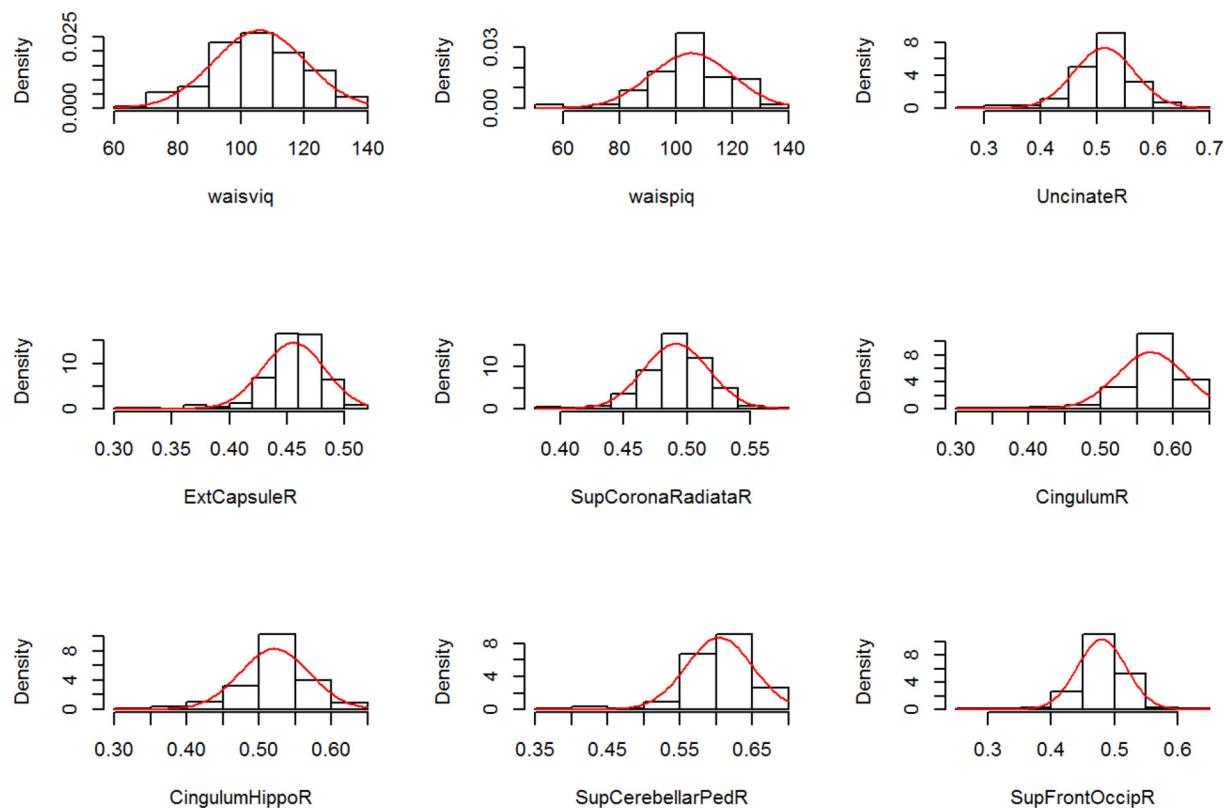 Density
0.000 0.025
60 80 100 120 140
waisviq
Density
0.00 0.03
60 80 100 120 140
waispiq
Density
0 4 8
0.3 0.4 0.5 0.6 0.7
UncinateR
Density
0 10
0.30 0.35 0.40 0.45 0.50
ExtCapsuleR
Density
0 10
0.40 0.45 0.50 0.55
SupCoronaRadiataR
Density
0 4 8
0.30 0.40 0.50 0.60
CingulumR
Density
0 4 8
0.30 0.40 0.50 0.60
CingulumHippoR
Density
0 4 8
0.35 0.45 0.55 0.65
SupCerebellarPedR
Density
0 4 8
0.3 0.4 0.5 0.6
SupFrontOccipR